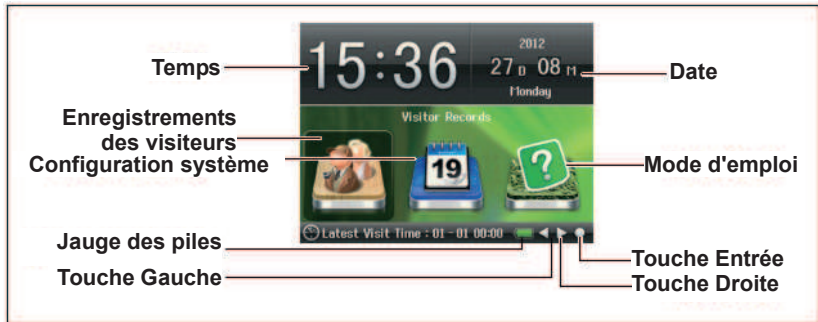 15:36
2012
27 D 08 M
Monday
Temps
Date
Visitor Records
Enregistrements
des visiteurs
Configuration système
19
?
Mode d'emploi
Latest Visit Time : 01-01 00:00
Jauge des piles
Touche Gauche
Touche Entrée
Touche Droite